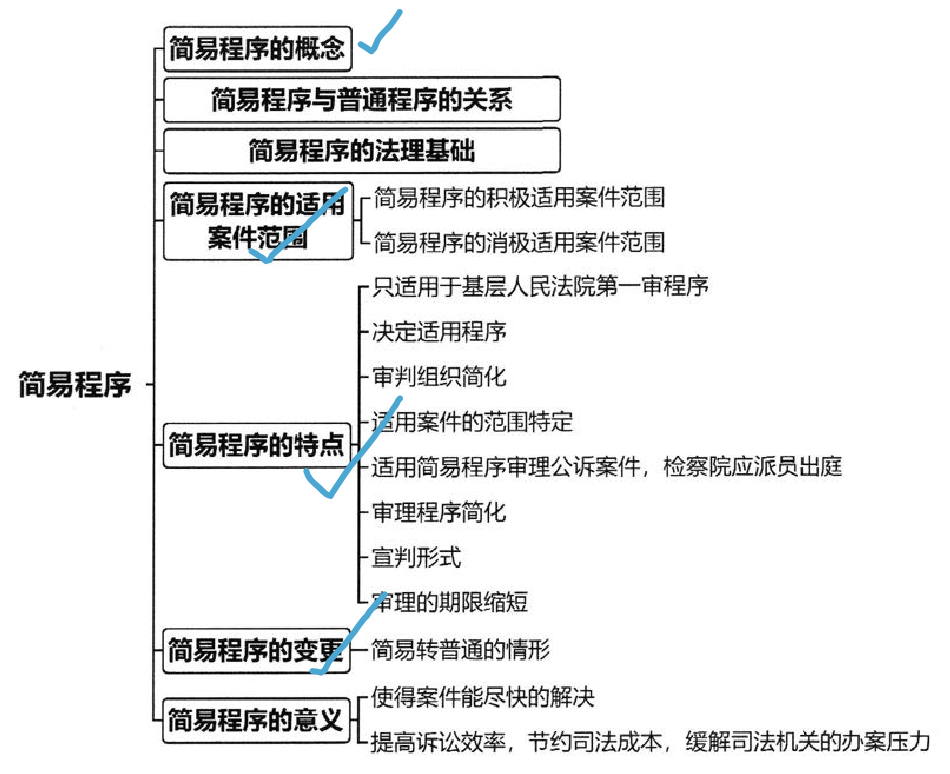 简易程序的概念
简易程序与普通程序的关系
简易程序的法理基础
简易程序的适用
案件范围
简易程序的积极适用案件范围
简易程序的消极适用案件范围
简易程序
简易程序的特点
只适用于基层人民法院第一审程序
决定适用程序
审判组织简化
适用案件的范围特定
适用简易程序审理公诉案件，检察院应派员出庭
审理程序简化
宣判形式
审理的期限缩短
简易程序的变更
简易转普通的情形
简易程序的意义
使得案件能尽快的解决
提高诉讼效率，节约司法成本，缓解司法机关的办案压力